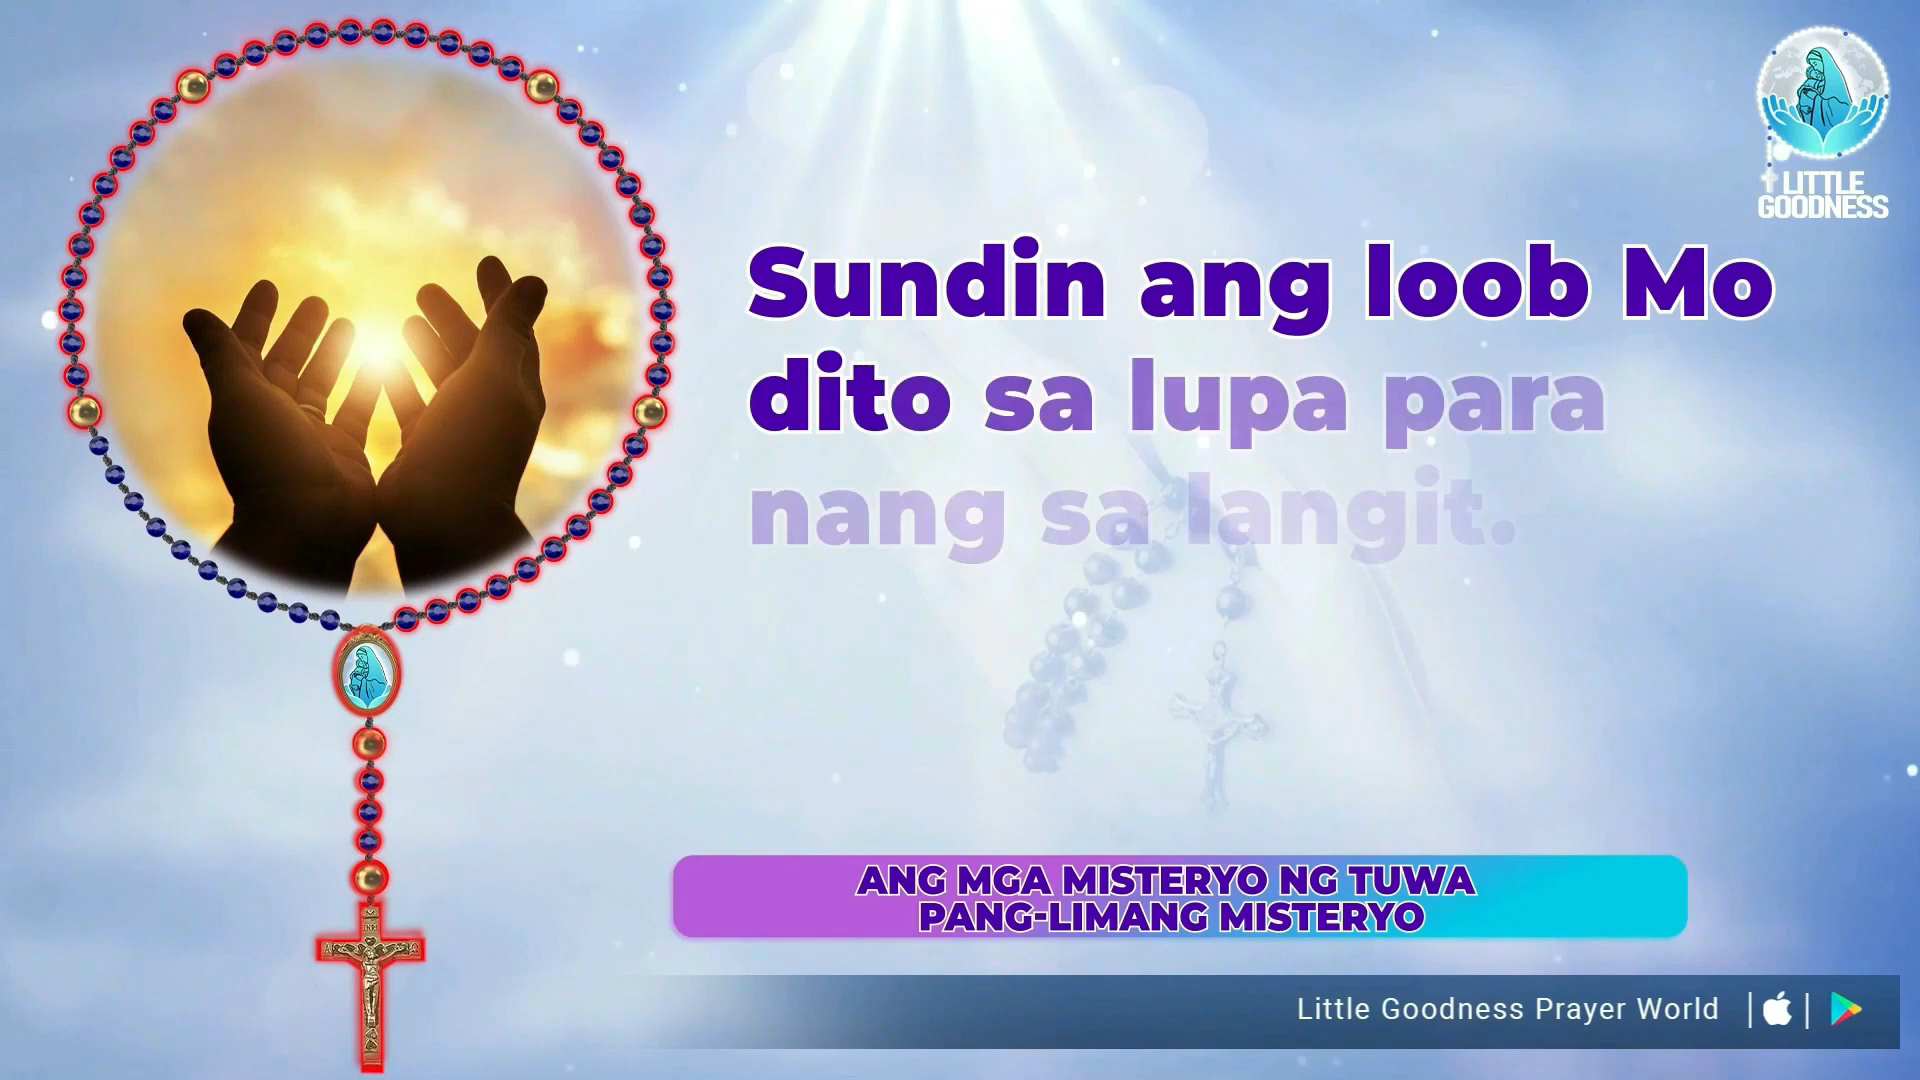 LITTLE
GOODNESS
Sundin ang loob Mo
dito sa lupa para
nang sa langit.
INRI
ANG MGA MISTERYO NG TUWA
PANG-LIMANG MISTERYO
Little Goodness Prayer World